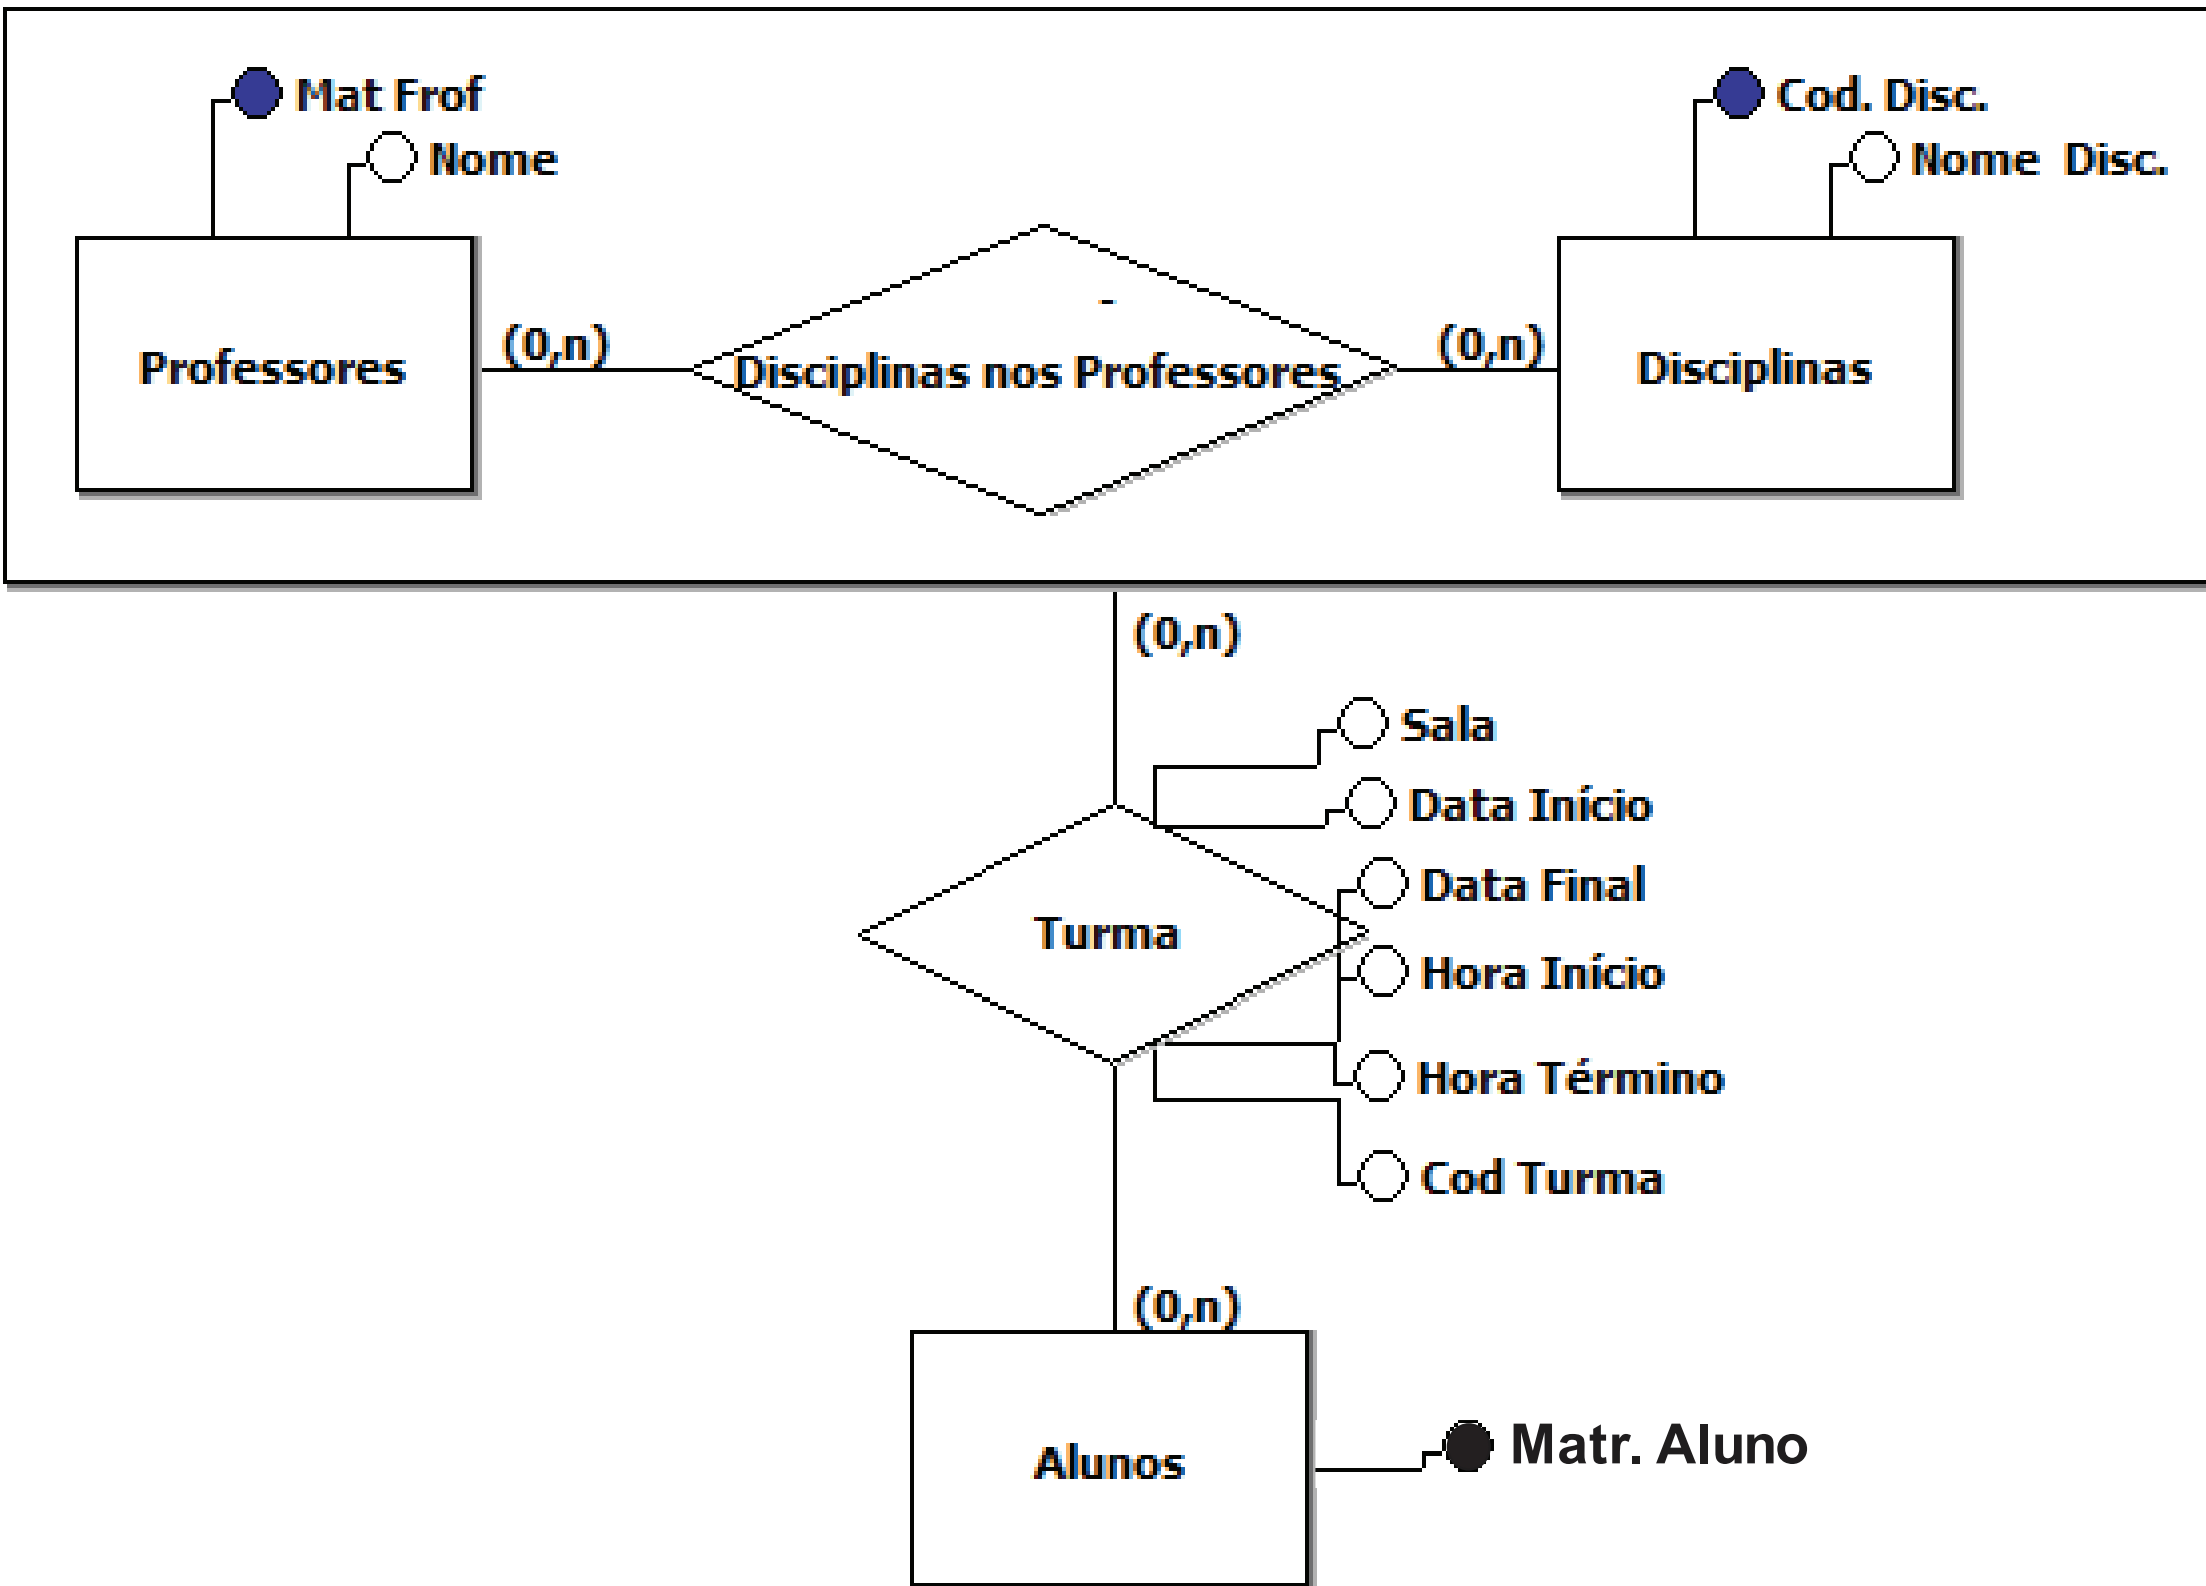 Mat Frof
Nome
Cod. Disc.
Nome Disc.
Professores
(0,n)
Disciplinas nos Professores
(0,n)
Disciplinas
(0,n)
Sala
Data Início
Data Final
Turma
Hora Início
Hora Término
Cod Turma
(0,n)
Alunos
Matr. Aluno